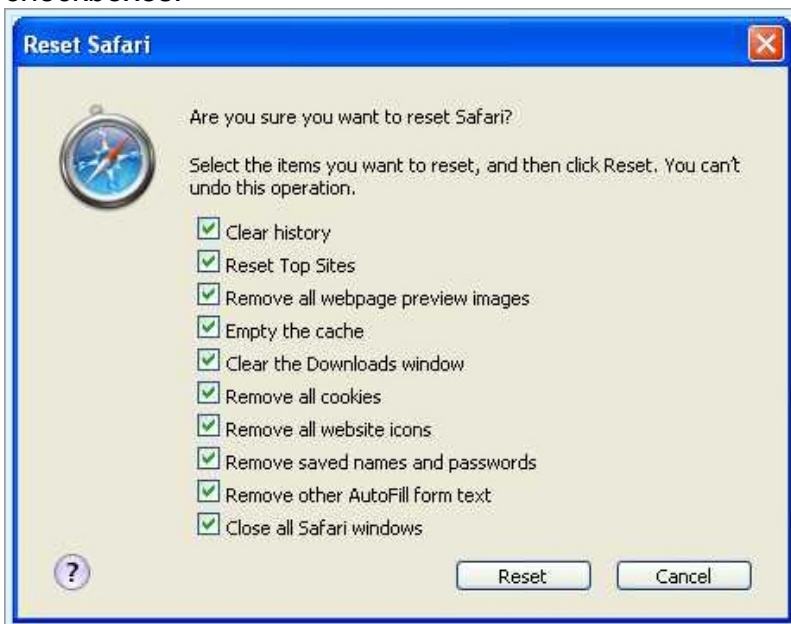 Reset Safari
Are you sure you want to reset Safari?
Select the items you want to reset, and then click Reset. You can't
undo this operation.
Clear history
Reset Top Sites
Remove all webpage preview images
Empty the cache
Clear the Downloads window
Remove all cookies
Remove all website icons
Remove saved names and passwords
Remove other AutoFill form text
Close all Safari windows
?
Reset
Cancel